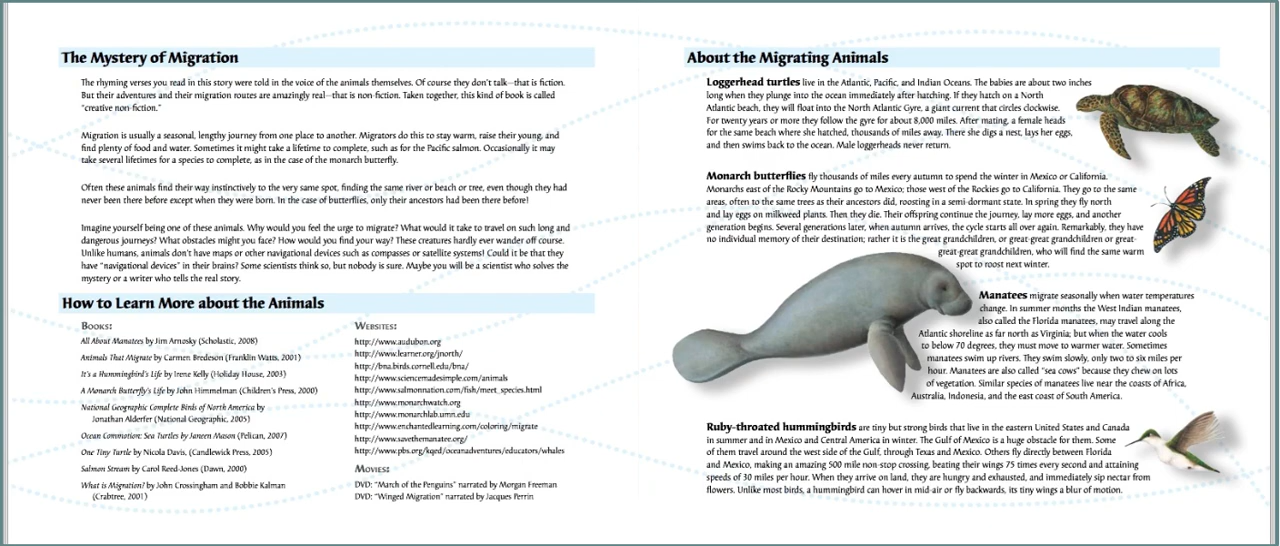 The Mystery of Migration
The rhyming verses you read in this story were told in the voice of the animals themselves. Of course they don't talk—that is fiction.
But their adventures and their migration routes are amazingly real—that is non-fiction. Taken together, this kind of book is called
"creative non-fiction."
Migration is usually a seasonal, lengthy journey from one place to another. Migrators do this to stay warm, raise their young, and
find plenty of food and water. Sometimes it might take a lifetime to complete, such as for the Pacific salmon. Occasionally it may
take several lifetimes for a species to complete, as in the case of the monarch butterfly.
Often these animals find their way instinctively to the very same spot, finding the same river or beach or tree, even though they had
never been there before except when they were born. In the case of butterflies, only their ancestors had been there before!
Imagine yourself being one of these animals. Why would you feel the urge to migrate? What would it take to travel on such long and
dangerous journeys? What obstacles might you face? How would you find your way? These creatures hardly ever wander off course.
Unlike humans, animals don't have maps or other navigational devices such as compasses or satellite systems! Could it be that they
have "navigational devices" in their brains? Some scientists think so, but nobody is sure. Maybe you will be a scientist who solves the
mystery or a writer who tells the real story.
How to Learn More about the Animals
Books:
All About Manatees by Jim Arnosky (Scholastic, 2008)
Animals That Migrate by Carmen Bredeson (Franklin Watts, 2001)
It's a Hummingbird's Life by Irene Kelly (Holiday House, 2003)
A Monarch Butterfly's Life by John Himmelman (Children's Press, 2000)
National Geographic Complete Birds of North America by
Jonathan Alderfer (National Geographic, 2005)
Ocean Commotion: Sea Turtles by Janeen Mason (Pelican, 2007)
One Tiny Turtle by Nicola Davis, (Candlewick Press, 2005)
Salmon Stream by Carol Reed-Jones (Dawn, 2000)
What is Migration? by John Crossingham and Bobbie Kalman
(Crabtree, 2001)
Websites:
http://www.audubon.org
http://www.learner.org/jnorth/
http://bna.birds.cornell.edu/bna/
http://www.sciencemadesimple.com/animals
http://www.salmonnation.com/fish/meet_species.html
http://www.monarchwatch.org
http://www.monarchlab.umn.edu
http://www.enchantedlearning.com/coloring/migrate
http://www.savethemanatee.org/
http://www.pbs.org/kqed/oceanadventures/educators/whales
Movies:
DVD: "March of the Penguins" narrated by Morgan Freeman
DVD: "Winged Migration" narrated by Jacques Perrin
About the Migrating Animals
Loggerhead turtles live in the Atlantic, Pacific, and Indian Oceans. The babies are about two inches
long when they plunge into the ocean immediately after hatching. If they hatch on a North
Atlantic beach, they will float into the North Atlantic Gyre, a giant current that circles clockwise.
For twenty years or more they follow the gyre for about 8,000 miles. After mating, a female heads
for the same beach where she hatched, thousands of miles away. There she digs a nest, lays her eggs,
and then swims back to the ocean. Male loggerheads never return.
Monarch butterflies fly thousands of miles every autumn to spend the winter in Mexico or California.
Monarchs east of the Rocky Mountains go to Mexico; those west of the Rockies go to California. They go to the same
areas, often to the same trees as their ancestors did, roosting in a semi-dormant state. In spring they fly north
and lay eggs on milkweed plants. Then they die. Their offspring continue the journey, lay more eggs, and another
generation begins. Several generations later, when autumn arrives, the cycle starts all over again. Remarkably, they have
no individual memory of their destination; rather it is the great grandchildren, or great-great grandchildren or great-
great-great grandchildren, who will find the same warm
spot to roost next winter.
Manatees migrate seasonally when water temperatures
change. In summer months the West Indian manatees,
also called the Florida manatees, may travel along the
Atlantic shoreline as far north as Virginia; but when the water cools
to below 70 degrees, they must move to warmer water. Sometimes
manatees swim up rivers. They swim slowly, only two to six miles per
hour. Manatees are also called "sea cows" because they chew on lots
of vegetation. Similar species of manatees live near the coasts of Africa,
Australia, Indonesia, and the east coast of South America.
Ruby-throated hummingbirds are tiny but strong birds that live in the eastern United States and Canada
in summer and in Mexico and Central America in winter. The Gulf of Mexico is a huge obstacle for them. Some
of them travel around the west side of the Gulf, through Texas and Mexico. Others fly directly between Florida
and Mexico, making an amazing 500 mile non-stop crossing, beating their wings 75 times every second and attaining
speeds of 30 miles per hour. When they arrive on land, they are hungry and exhausted, and immediately sip nectar from
flowers. Unlike most birds, a hummingbird can hover in mid-air or fly backwards, its tiny wings a blur of motion.